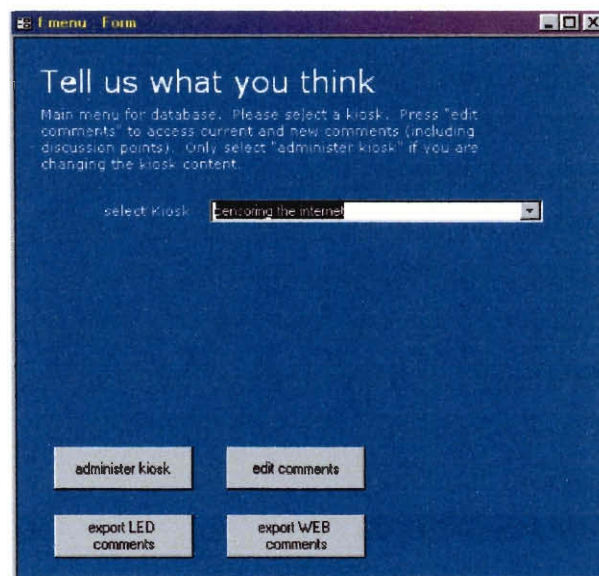 f menu : Form
Tell us what you think
Main menu for database. Please select a kiosk. Press "edit
comments" to access current and new comments (including
discussion points). Only select "administer kiosk" if you are
changing the kiosk content.
select Kiosk
censoring the internet
administer kiosk
edit comments
export LED
comments
export WEB
comments